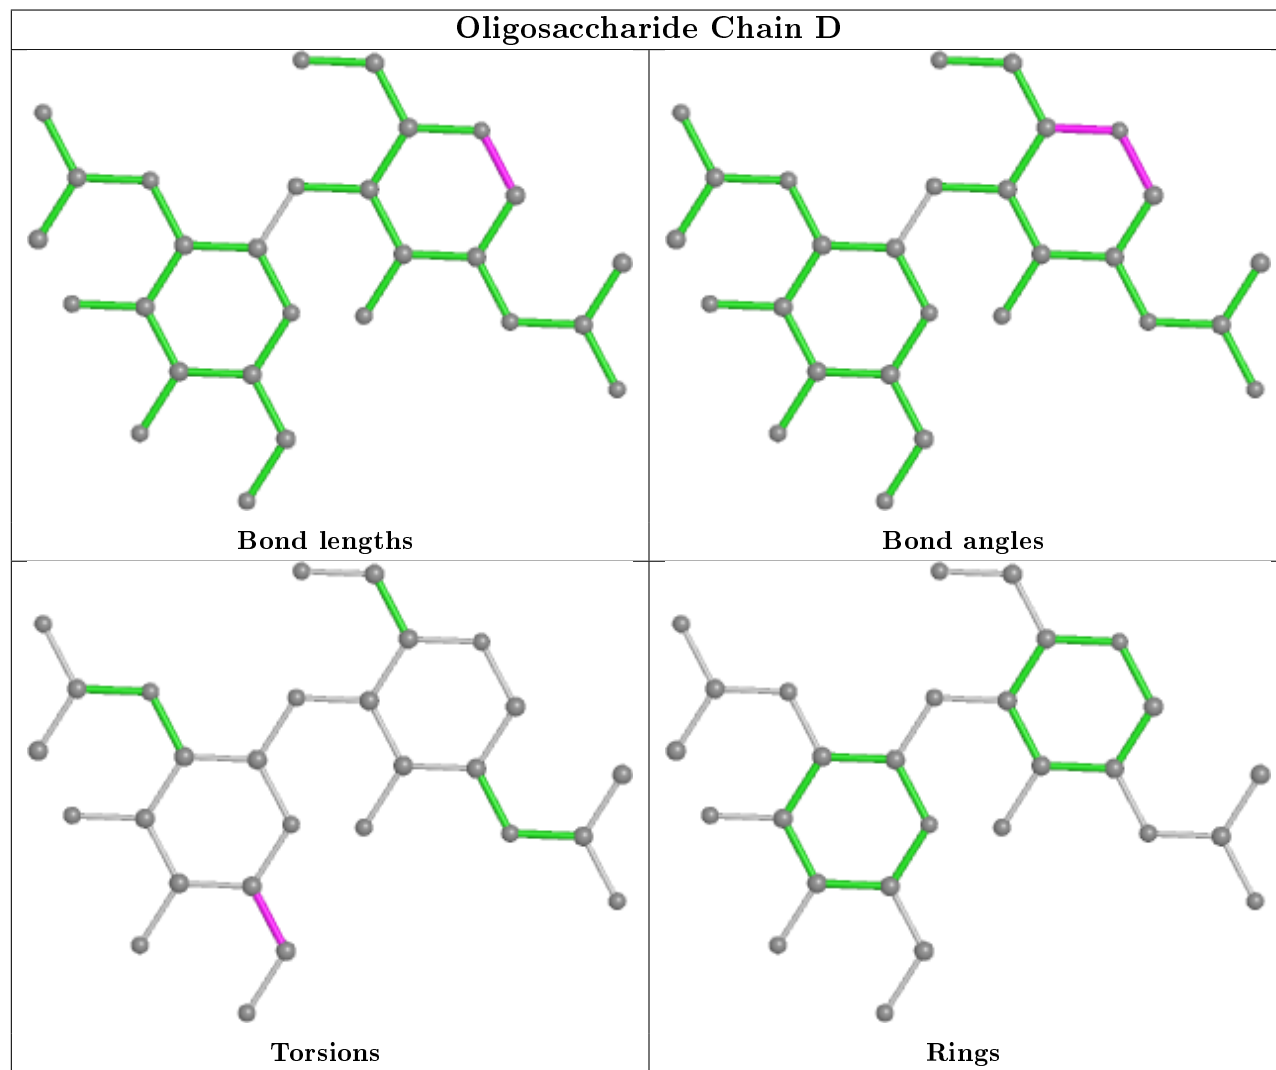 Oligosaccharide Chain D
Bond lengths
Bond angles
Torsions
Rings